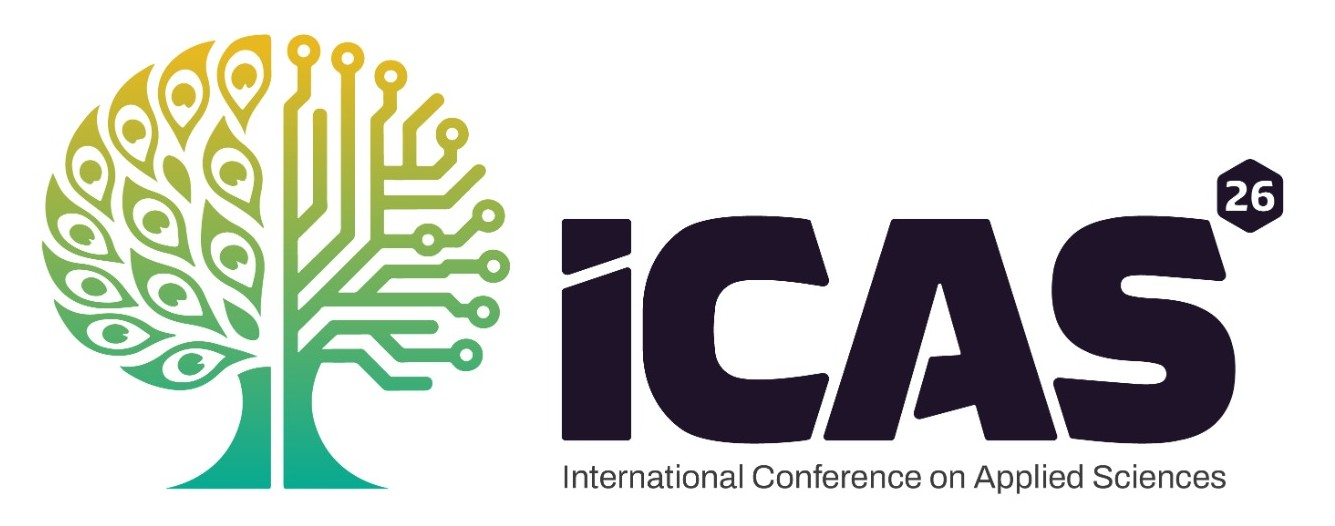 iCAS 26
International Conference on Applied Sciences